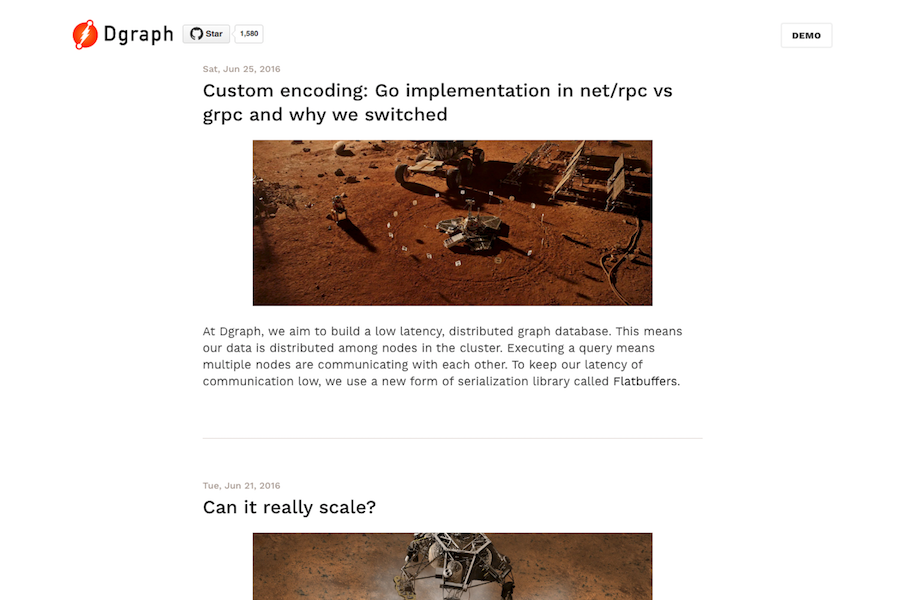 Dgraph
Star
1,580
DEMO
Sat, Jun 25, 2016
Custom encoding: Go implementation in net/rpc vs
grpc and why we switched
At Dgraph, we aim to build a low latency, distributed graph database. This means
our data is distributed among nodes in the cluster. Executing a query means
multiple nodes are communicating with each other. To keep our latency of
communication low, we use a new form of serialization library called Flatbuffers.
Tue, Jun 21, 2016
Can it really scale?